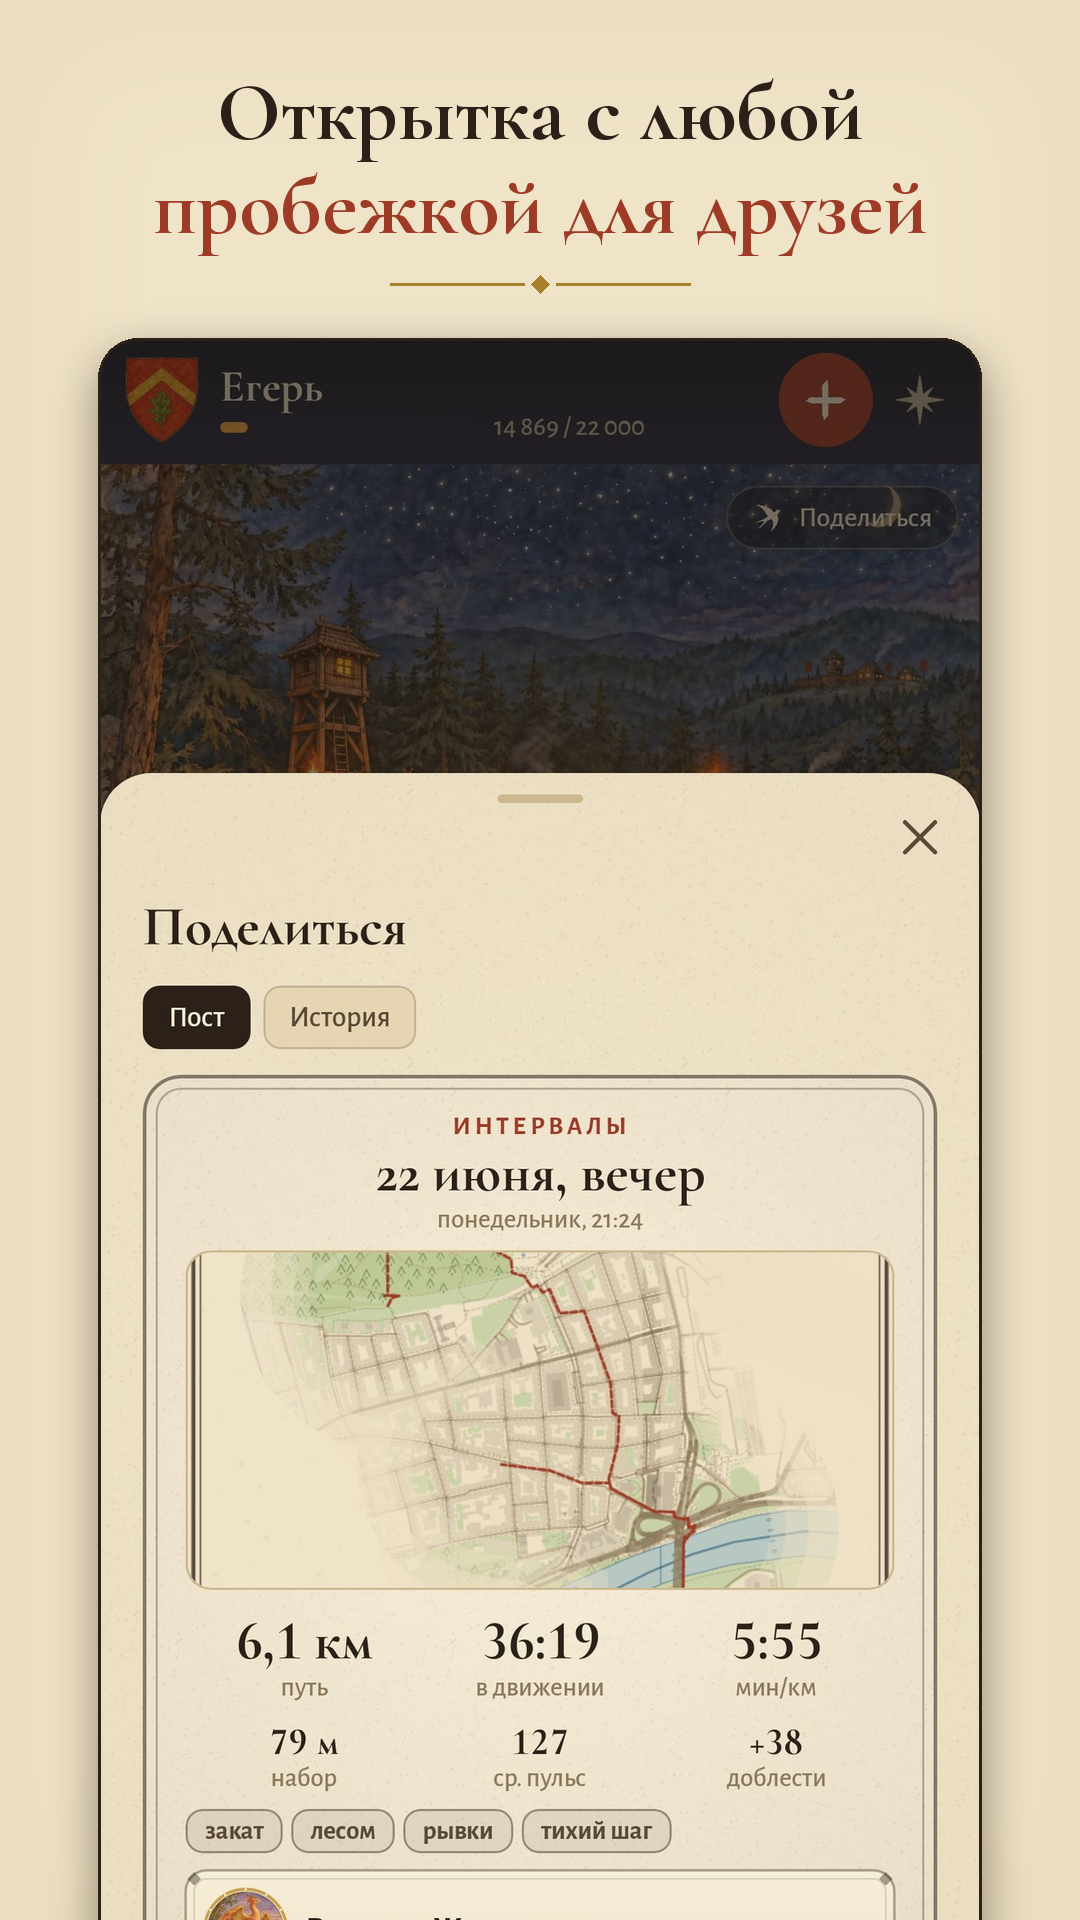 Открытка с любой
пробежкой для друзей
Егерь
14 869 / 22 000
Поделиться
Поделиться
Пост
История
ИНТЕРВАЛЫ
22 июня, вечер
понедельник, 21:24
6,1 км
36:19
5:55
путь
в движении
мин/км
79 м
127
+38
набор
ср. пульс
доблести
закат
лесом
рывки
тихий шаг